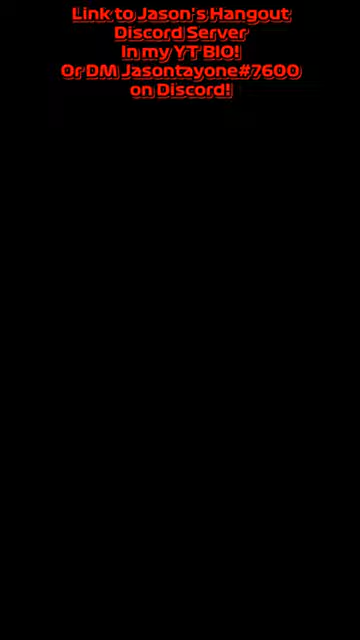 Link to Jason's Hangout
Discord Server
In my YT BIO!
Or DM Jasontayone#7600
on Discord!